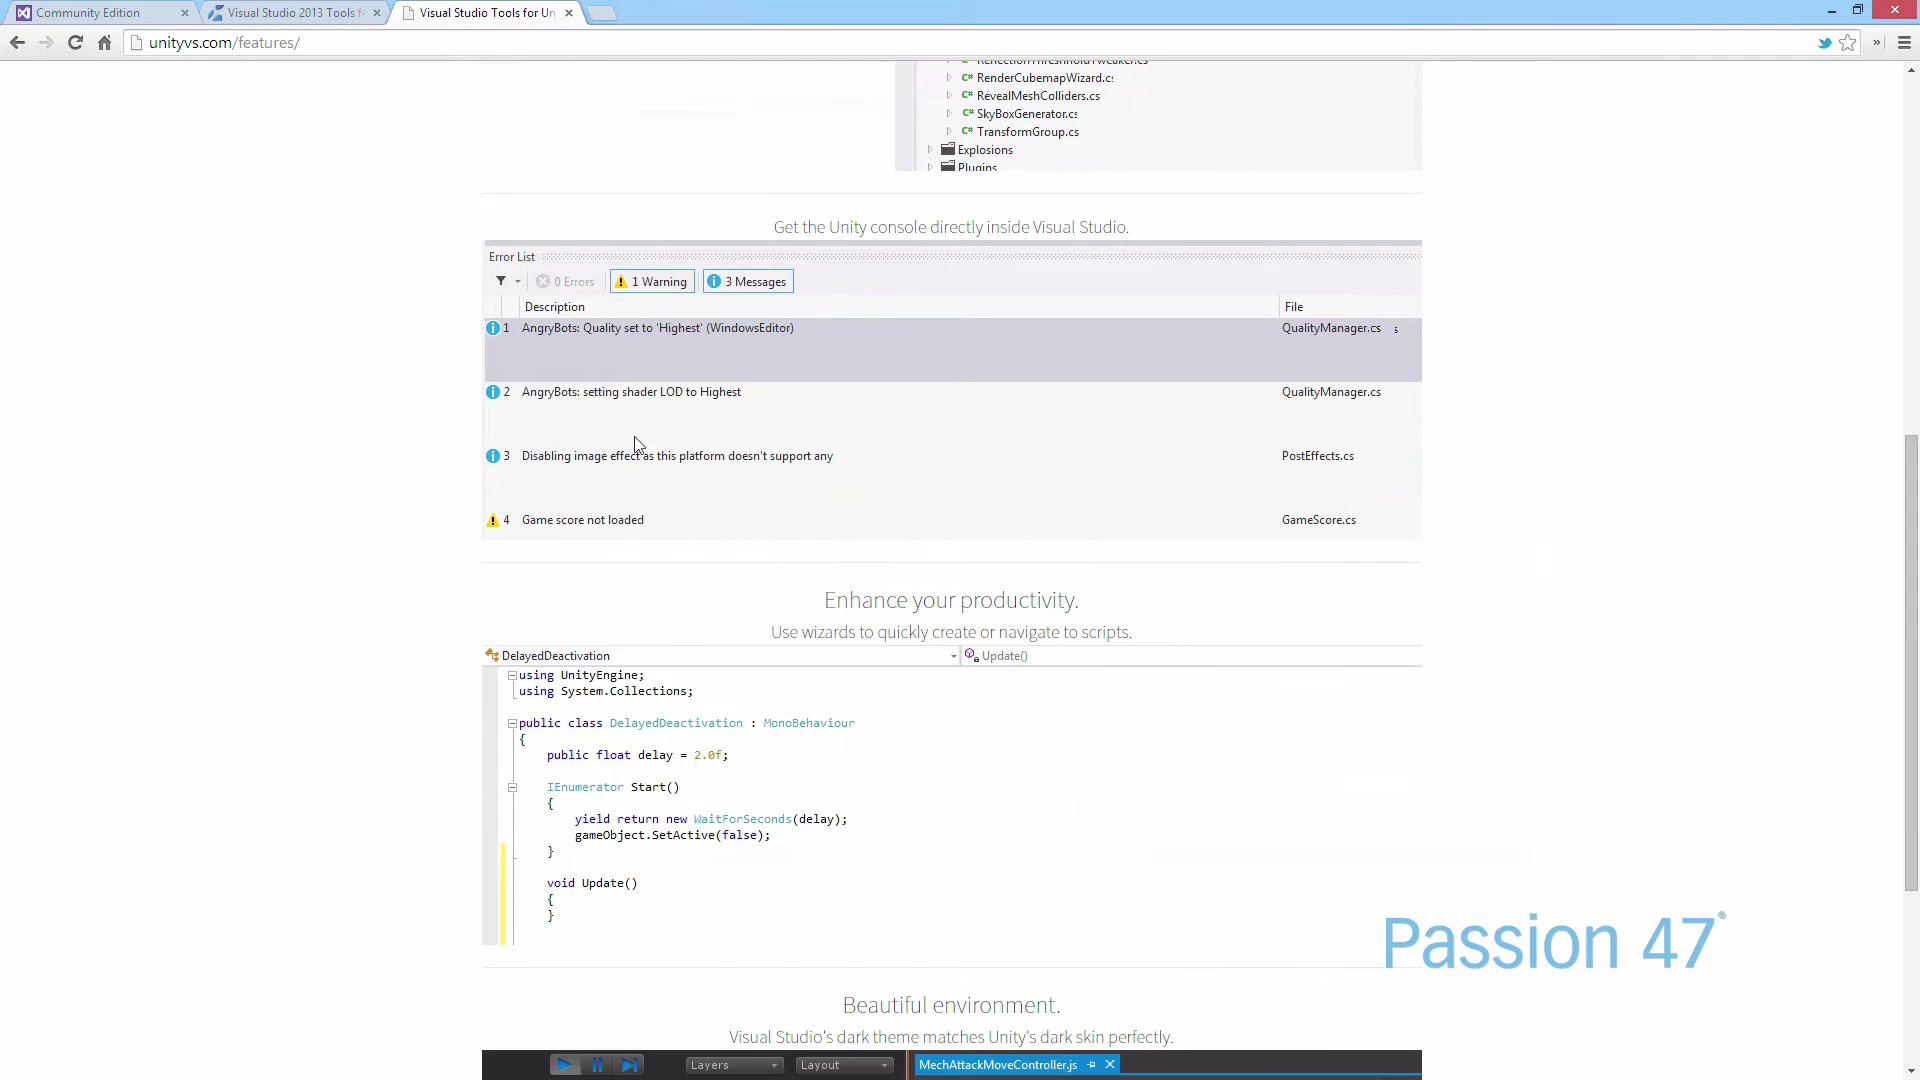 Community Edition
Visual Studio 2013 Tools f
Visual Studio Tools for Un
unityvs.com/features/
RenderCubemapWizard.cs
RevealMeshColliders.cs
SkyBoxGenerator.cs
TransformGroup.cs
Explosions
Plugins
Get the Unity console directly inside Visual Studio.
Error List
0 Errors 1 Warning 3 Messages
Description File
1 AngryBots: Quality set to 'Highest' (WindowsEditor) QualityManager.cs s
2 AngryBots: setting shader LOD to Highest QualityManager.cs
3 Disabling image effect as this platform doesn't support any PostEffects.cs
4 Game score not loaded GameScore.cs
Enhance your productivity.
Use wizards to quickly create or navigate to scripts.
DelayedDeactivation Update()
using UnityEngine;
using System.Collections;
public class DelayedDeactivation : MonoBehaviour
{
public float delay = 2.0f;
IEnumerator Start()
{
yield return new WaitForSeconds(delay);
gameObject.SetActive(false);
}
void Update()
{
}
Passion 47®
Beautiful environment.
Visual Studio's dark theme matches Unity's dark skin perfectly.
Layers Layout MechAttackMoveController.js